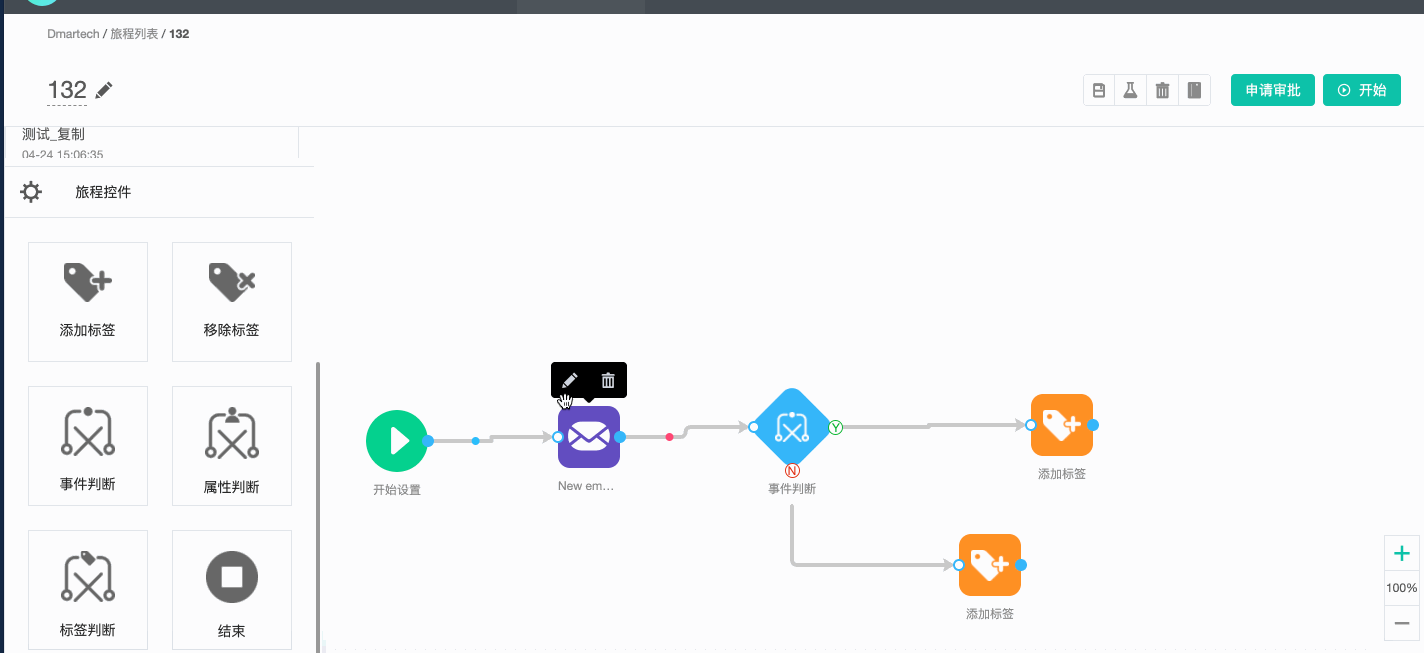 Dmartech / 旅程列表 / 132
132
申请审批
开始
测试_复制
04-24 15:06:35
旅程控件
添加标签
移除标签
事件判断
属性判断
标签判断
结束
开始设置
New em…
Y
N
事件判断
添加标签
添加标签
100%